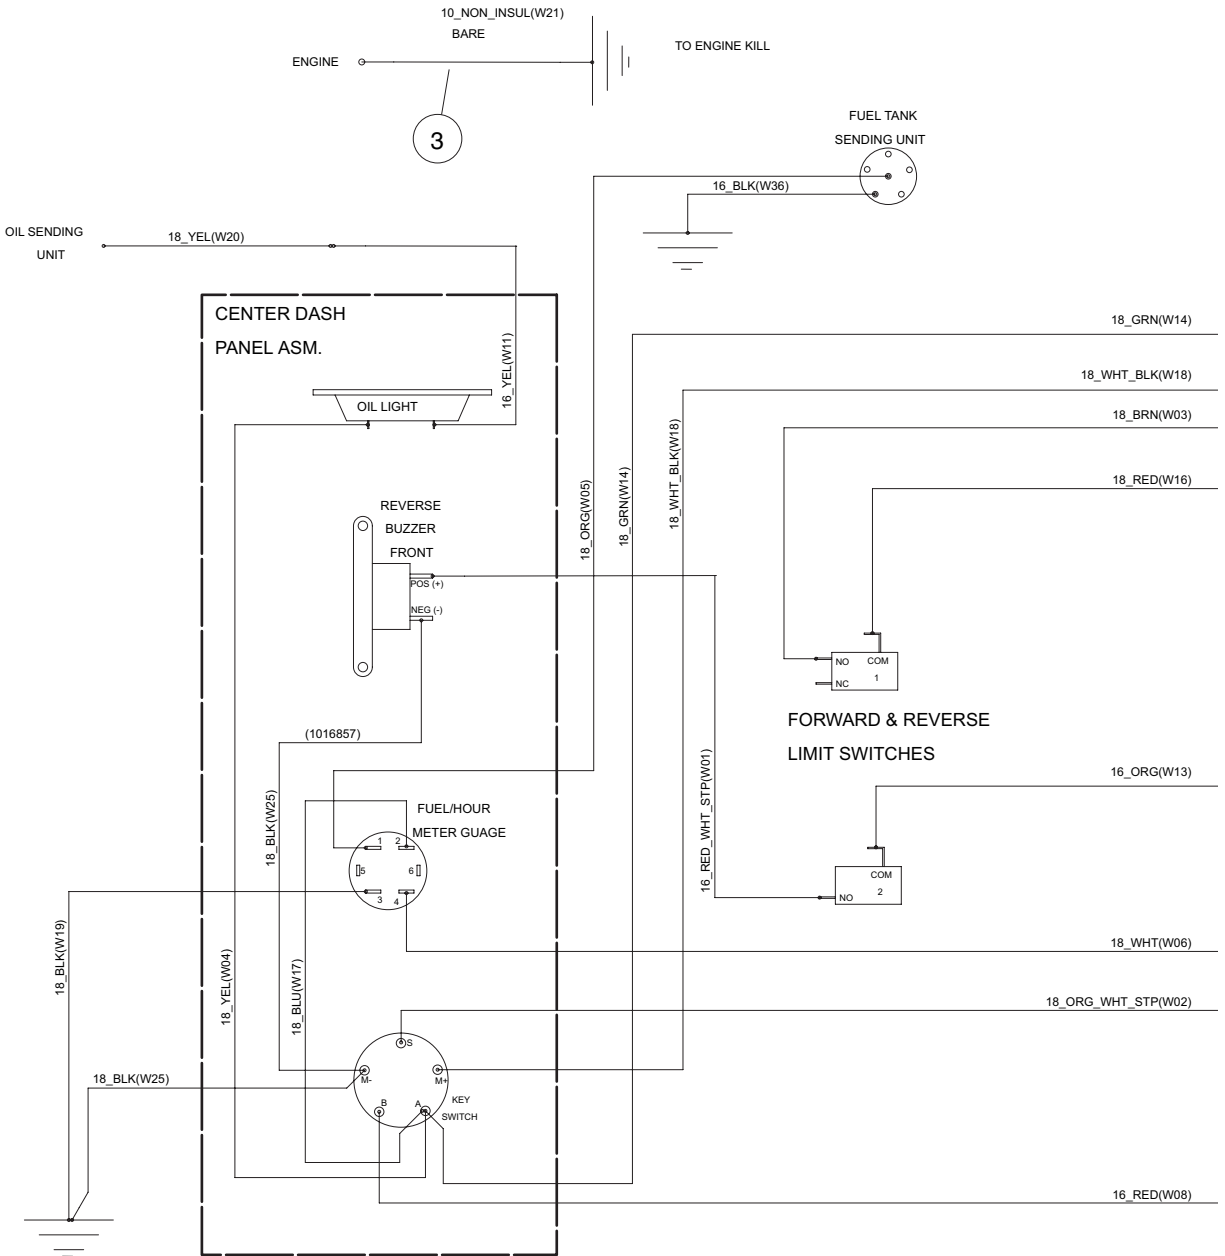 10_NON_INSUL(W21)
BARE
ENGINE
TO ENGINE KILL
3
FUEL TANK
SENDING UNIT
16_BLK(W36)
OIL SENDING
UNIT
18_YEL(W20)
CENTER DASH
PANEL ASM.
16_YEL(W11)
OIL LIGHT
18_GRN(W14)
18_WHT_BLK(W18)
18_BRN(W03)
18_RED(W16)
18_ORG(W05)
18_GRN(W14)
18_WHT_BLK(W18)
REVERSE
BUZZER
FRONT
POS (+)
NEG (-)
NO
COM
1
NC
FORWARD & REVERSE
LIMIT SWITCHES
(1016857)
18_BLK(W25)
16_RED_WHT_STP(W01)
16_ORG(W13)
FUEL/HOUR
METER GUAGE
1
2
5
6
3
4
COM
2
NO
18_BLK(W19)
18_YEL(W04)
18_BLU(W17)
18_WHT(W06)
18_ORG_WHT_STP(W02)
S
M-
M+
B
A
KEY
SWITCH
18_BLK(W25)
16_RED(W08)